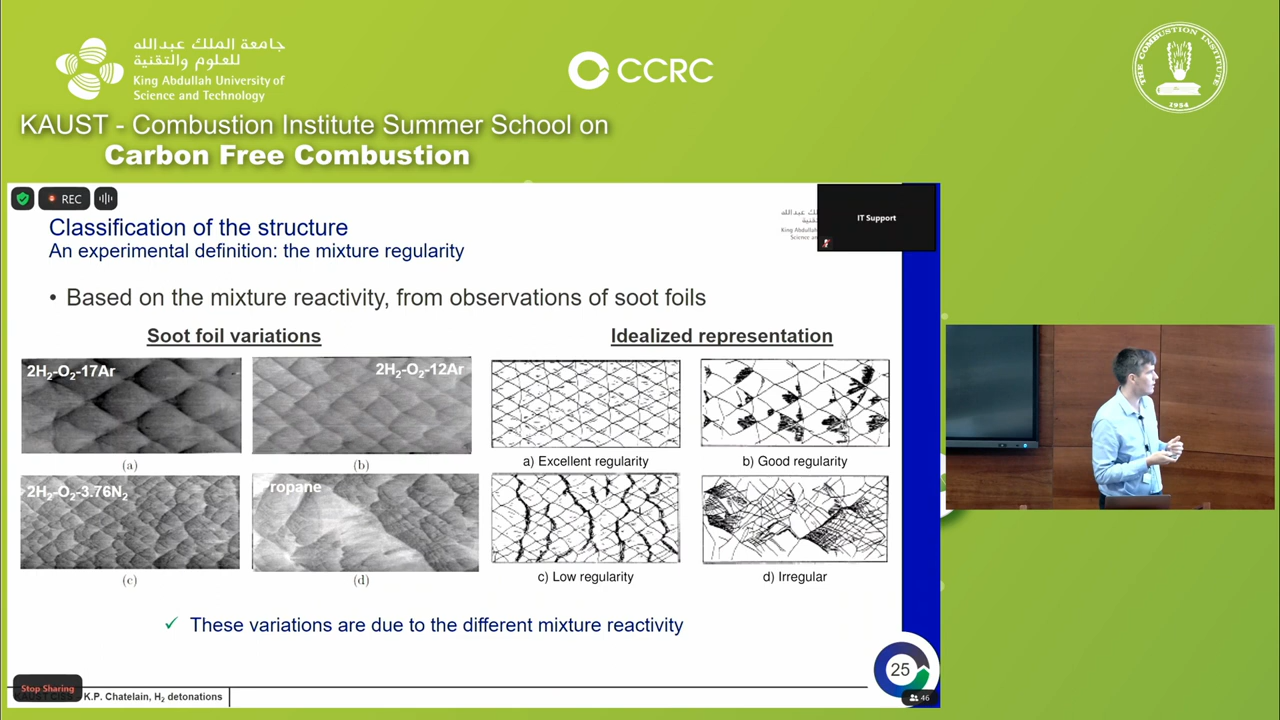 جامعة الملك عبدالله
للعلوم والتقنية
King Abdullah University of
Science and Technology
CCRC
THE COMBUSTION INSTITUTE
1954
KAUST - Combustion Institute Summer School on
Carbon Free Combustion
REC
IT Support
Classification of the structure
An experimental definition: the mixture regularity
• Based on the mixture reactivity, from observations of soot foils
Soot foil variations
Idealized representation
2H₂-O₂-17Ar
2H₂-O₂-12Ar
(a)
(b)
a) Excellent regularity
b) Good regularity
2H₂-O₂-3.76N₂
Propane
(c)
(d)
c) Low regularity
d) Irregular
✓ These variations are due to the different mixture reactivity
25
Stop Sharing
K.P. Chatelain, H₂ detonations
46